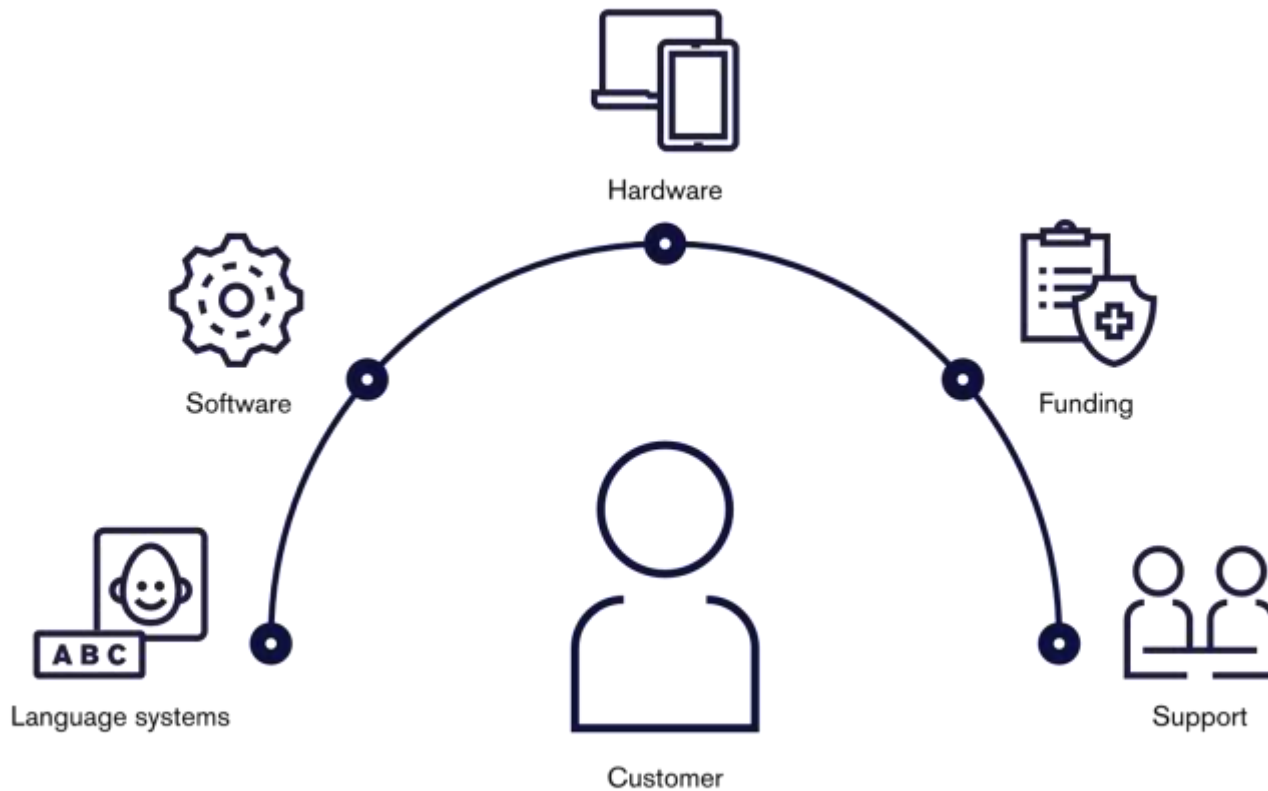 Hardware
Software
Funding
ABC
Language systems
Support
Customer